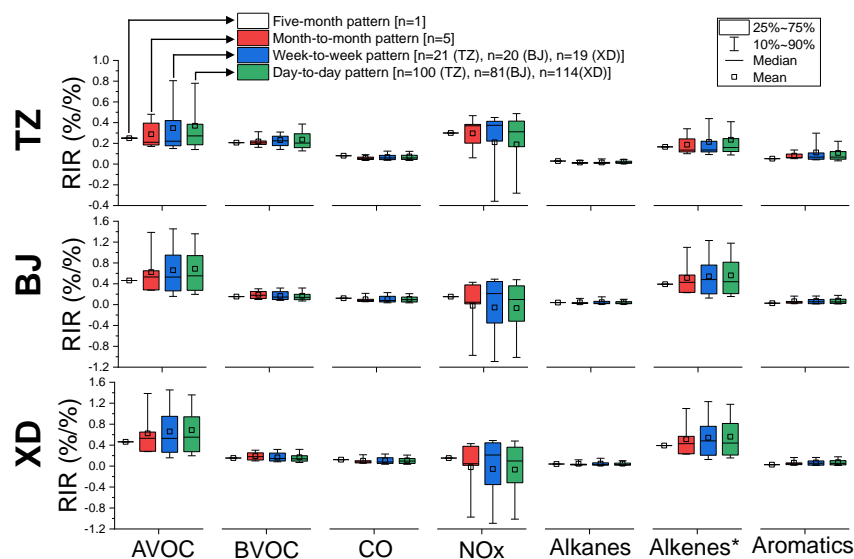 Five-month pattern [n=1]
Month-to-month pattern [n=5]
Week-to-week pattern [n=21 (TZ), n=20 (BJ), n=19 (XD)]
Day-to-day pattern [n=100 (TZ), n=81(BJ), n=114(XD)]
25%~75%
10%~90%
Median
Mean
TZ
RIR (%/%)
1.0
0.8
0.6
0.4
0.2
0.0
0.2
0.4
BJ
RIR (%/%)
1.6
1.2
0.8
0.4
0.0
-0.4
-0.8
-1.2
XD
RIR (%/%)
1.6
1.2
0.8
0.4
0.0
-0.4
-0.8
-1.2
AVOC BVOC CO NOx Alkanes Alkenes* Aromatics